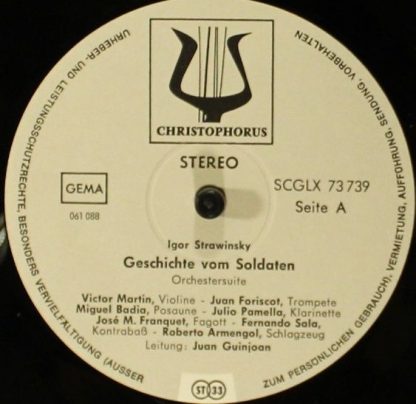 URHEBER- UND LEISTUNGSSCHUTZRECHTE, BESONDERS VERVIELFÄLTIGUNG (AUSSER ZUM PERSÖNLICHEN GEBRAUCH), VERMIETUNG, AUFFÜHRUNG, SENDUNG, VORBEHALTEN
CHRISTOPHORUS
STEREO
GEMA
SCGLX 73 739
061 088
Seite A
Igor Strawinsky
Geschichte vom Soldaten
Orchestersuite
Victor Martin, Violine - Juan Foriscot, Trompete
Miguel Badia, Posaune - Julio Pamella, Klarinette
José M. Franquet, Fagott - Fernando Sala,
Kontrabaß - Roberto Armengol, Schlagzeug
Leitung: Juan Guinjoan
ST 33